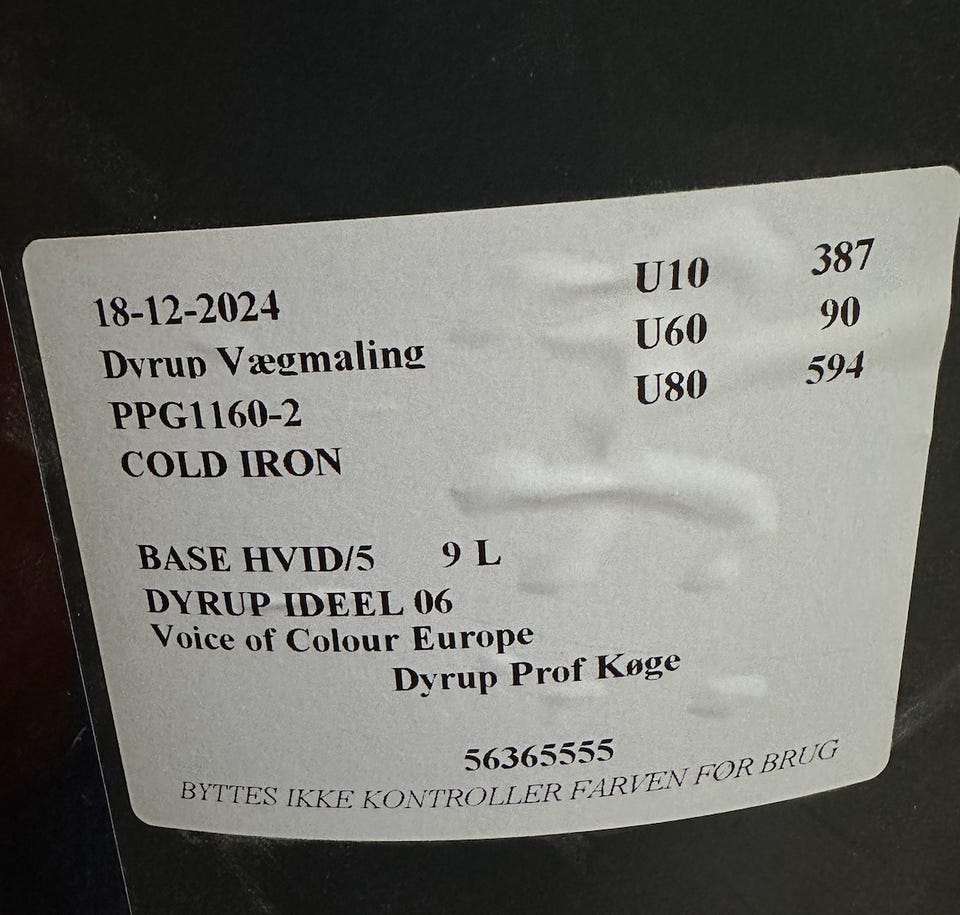 18-12-2024
Dyrup Vægmaling
PPG1160-2
COLD IRON
U10 387
U60 90
U80 594
BASE HVID/5 9 L
DYRUP IDEEL 06
Voice of Colour Europe
Dyrup Prof Køge
56365555
BYTTES IKKE KONTROLLER FARVEN FØR BRUG